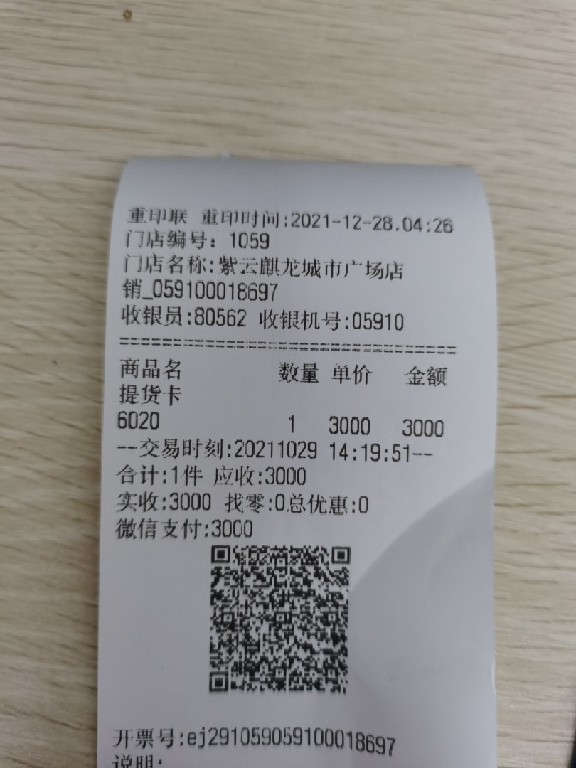 重印联 重印时间:2021-12-28.04:26
门店编号: 1059
门店名称:紫云麒龙城市广场店
销_059100018697
收银员:80562 收银机号:05910
商品名 数量 单价 金额
提货卡
6020 1 3000 3000
--交易时刻:20211029 14:19:51--
合计:1件 应收:3000
实收:3000 找零:0总优惠:0
微信支付:3000
开票号:ej291059059100018697
说明: